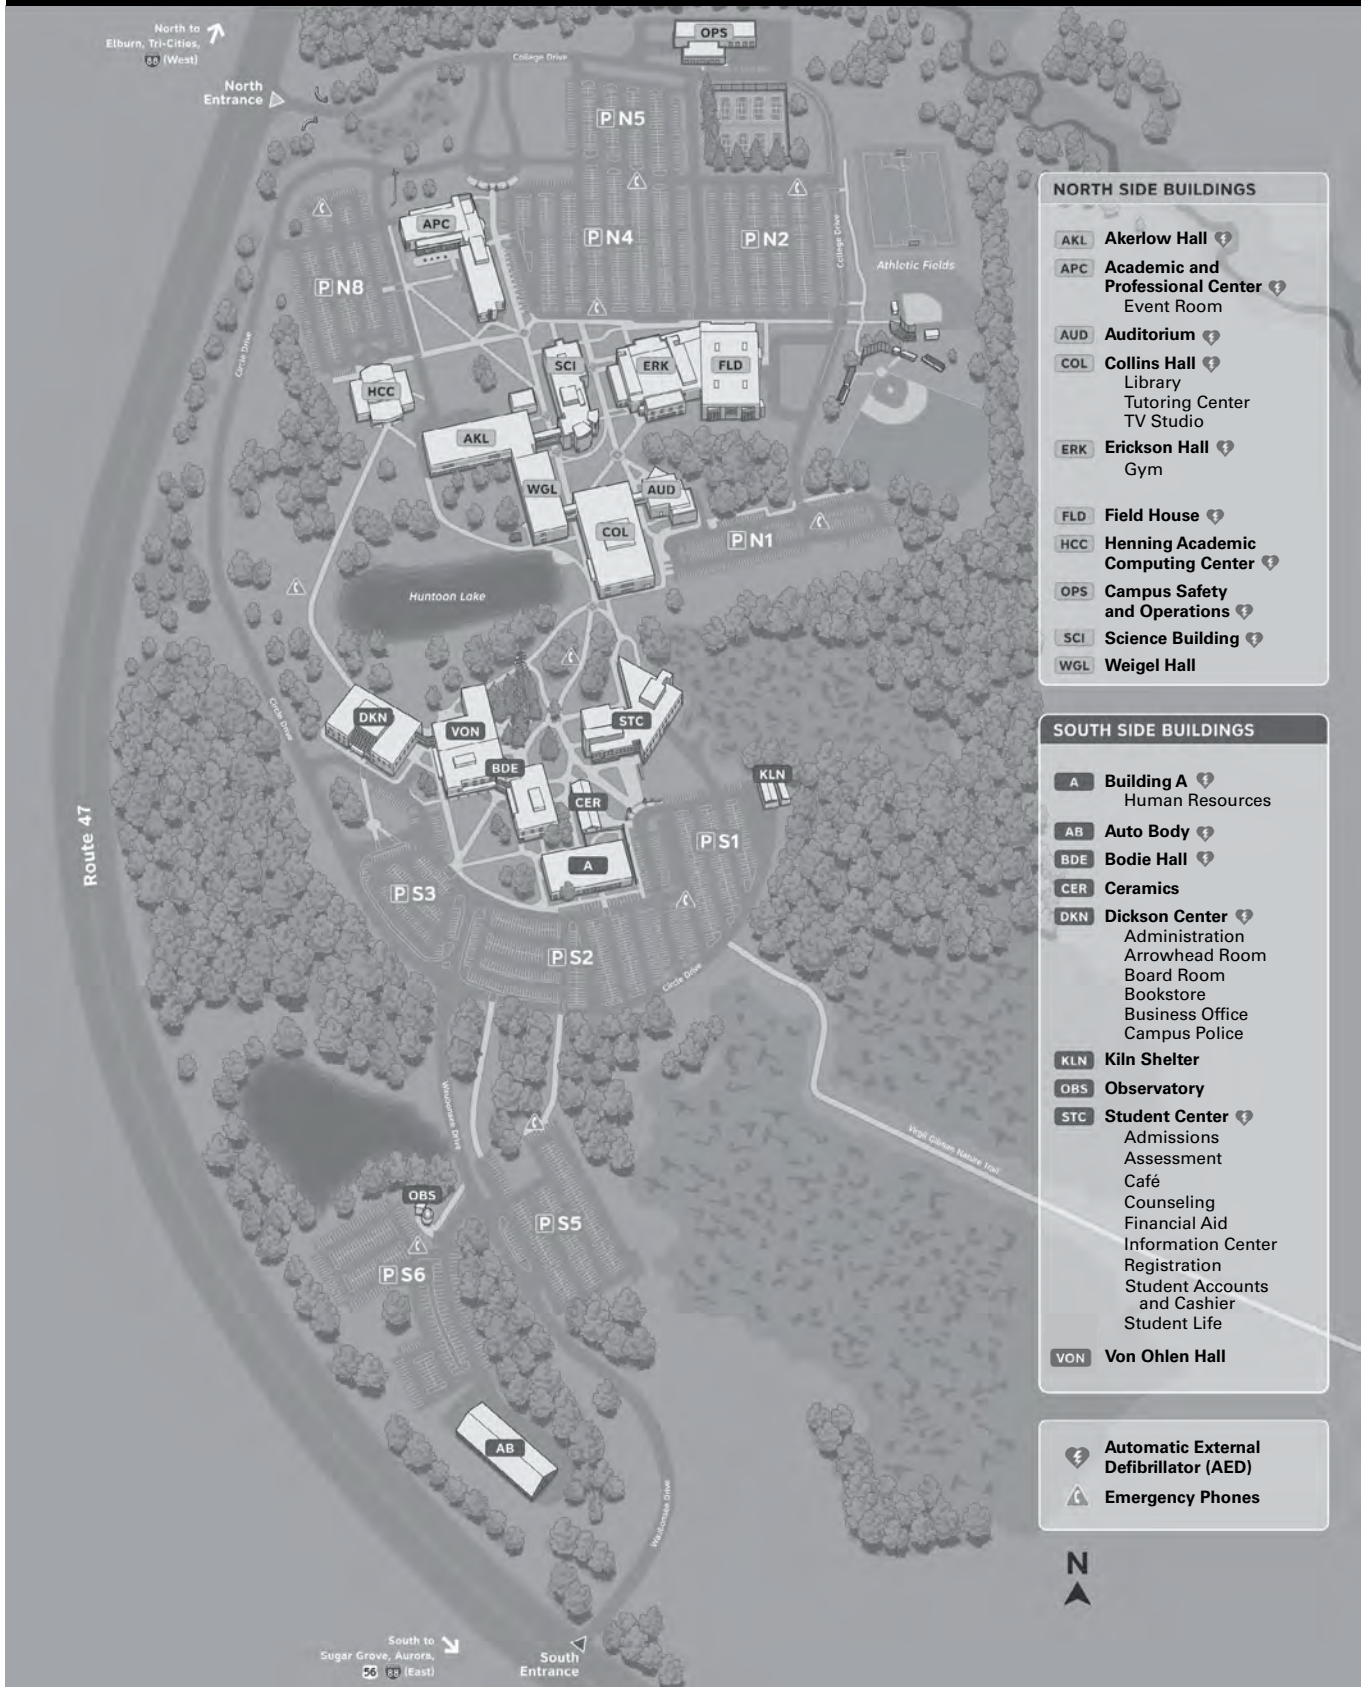 North to
Elburn, Tri-Cities,
88 (West)
North
Entrance
College Drive
OPS
P N5
APC
P N4
P N2
College Drive
Athletic Fields
P N8
Circle Drive
HCC
SCI
ERK
FLD
AKL
WGL
AUD
COL
P N1
Huntoon Lake
Circle Drive
DKN
VON
STC
BDE
KLN
CER
P S1
A
P S3
P S2
Circle Drive
Route 47
Waubonsee Drive
Virgil Gilman Nature Trail
OBS
P S5
P S6
AB
Waubonsee Drive
South to
Sugar Grove, Aurora,
56 88 (East)
South
Entrance
NORTH SIDE BUILDINGS
AKL Akerlow Hall
APC Academic and
Professional Center
Event Room
AUD Auditorium
COL Collins Hall
Library
Tutoring Center
TV Studio
ERK Erickson Hall
Gym
FLD Field House
HCC Henning Academic
Computing Center
OPS Campus Safety
and Operations
SCI Science Building
WGL Weigel Hall
SOUTH SIDE BUILDINGS
A Building A
Human Resources
AB Auto Body
BDE Bodie Hall
CER Ceramics
DKN Dickson Center
Administration
Arrowhead Room
Board Room
Bookstore
Business Office
Campus Police
KLN Kiln Shelter
OBS Observatory
STC Student Center
Admissions
Assessment
Café
Counseling
Financial Aid
Information Center
Registration
Student Accounts
and Cashier
Student Life
VON Von Ohlen Hall
Automatic External
Defibrillator (AED)
Emergency Phones
N